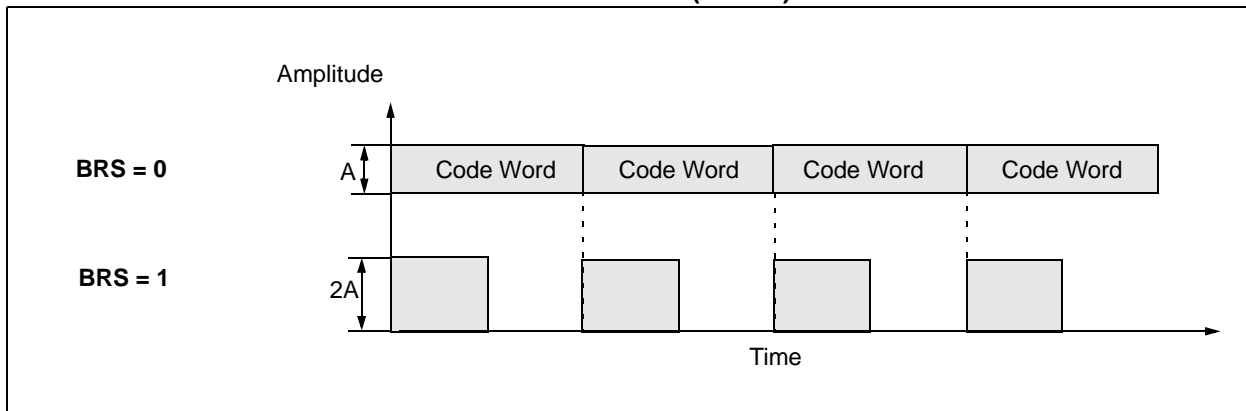 Amplitude
BRS = 0
A
Code Word
Code Word
Code Word
Code Word
BRS = 1
2A
Time